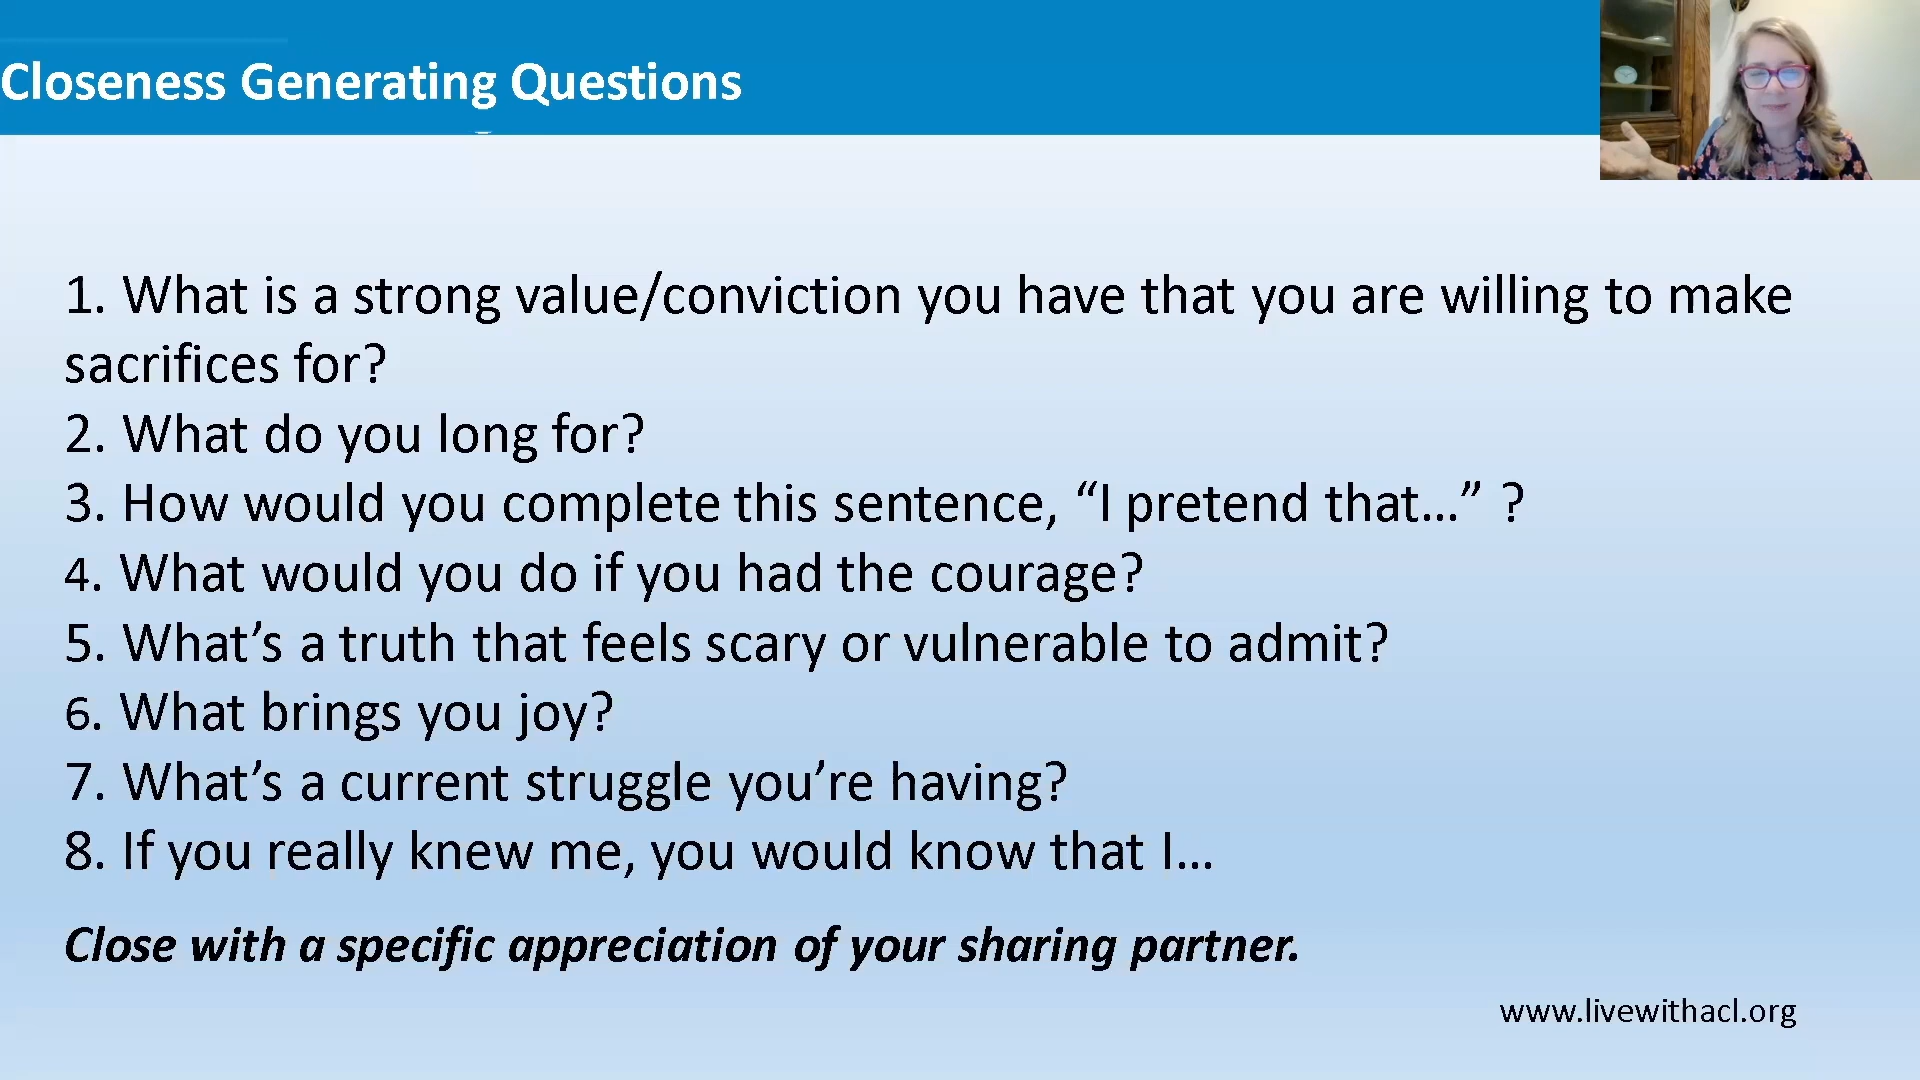 Closeness Generating Questions
1. What is a strong value/conviction you have that you are willing to make
sacrifices for?
2. What do you long for?
3. How would you complete this sentence, “I pretend that…” ?
4. What would you do if you had the courage?
5. What’s a truth that feels scary or vulnerable to admit?
6. What brings you joy?
7. What’s a current struggle you’re having?
8. If you really knew me, you would know that I…
Close with a specific appreciation of your sharing partner.
www.livewithacl.org